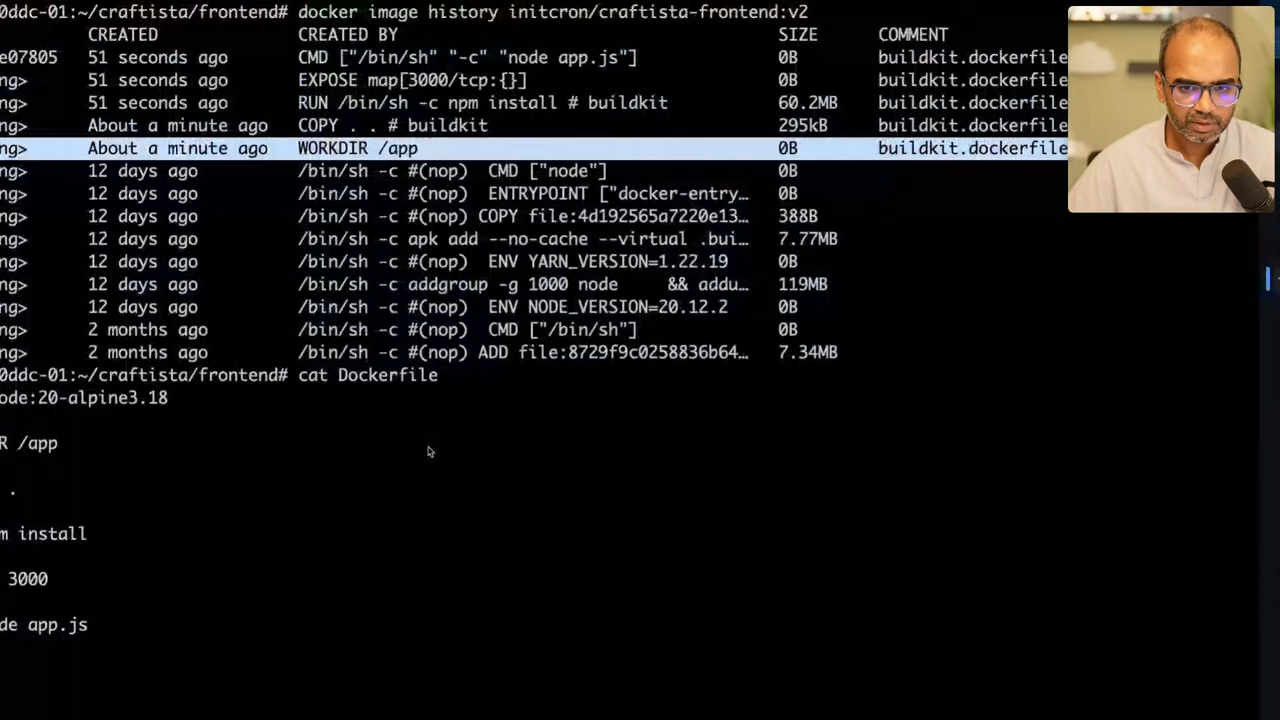 0ddc-01:~/craftista/frontend# docker image history initcron/craftista-frontend:v2
CREATED CREATED BY SIZE COMMENT
e07805 51 seconds ago CMD ["/bin/sh" "-c" "node app.js"] 0B buildkit.dockerfile
ng> 51 seconds ago EXPOSE map[3000/tcp:{}] 0B buildkit.dockerfile
ng> 51 seconds ago RUN /bin/sh -c npm install # buildkit 60.2MB buildkit.dockerfile
ng> About a minute ago COPY . . # buildkit 295kB buildkit.dockerfile
ng> About a minute ago WORKDIR /app 0B buildkit.dockerfile
ng> 12 days ago /bin/sh -c #(nop) CMD ["node"] 0B
ng> 12 days ago /bin/sh -c #(nop) ENTRYPOINT ["docker-entry… 0B
ng> 12 days ago /bin/sh -c #(nop) COPY file:4d192565a7220e13… 388B
ng> 12 days ago /bin/sh -c apk add --no-cache --virtual .bui… 7.77MB
ng> 12 days ago /bin/sh -c #(nop) ENV YARN_VERSION=1.22.19 0B
ng> 12 days ago /bin/sh -c addgroup -g 1000 node && addu… 119MB
ng> 12 days ago /bin/sh -c #(nop) ENV NODE_VERSION=20.12.2 0B
ng> 2 months ago /bin/sh -c #(nop) CMD ["/bin/sh"] 0B
ng> 2 months ago /bin/sh -c #(nop) ADD file:8729f9c0258836b64… 7.34MB
0ddc-01:~/craftista/frontend# cat Dockerfile
ode:20-alpine3.18
R /app
.
m install
3000
de app.js